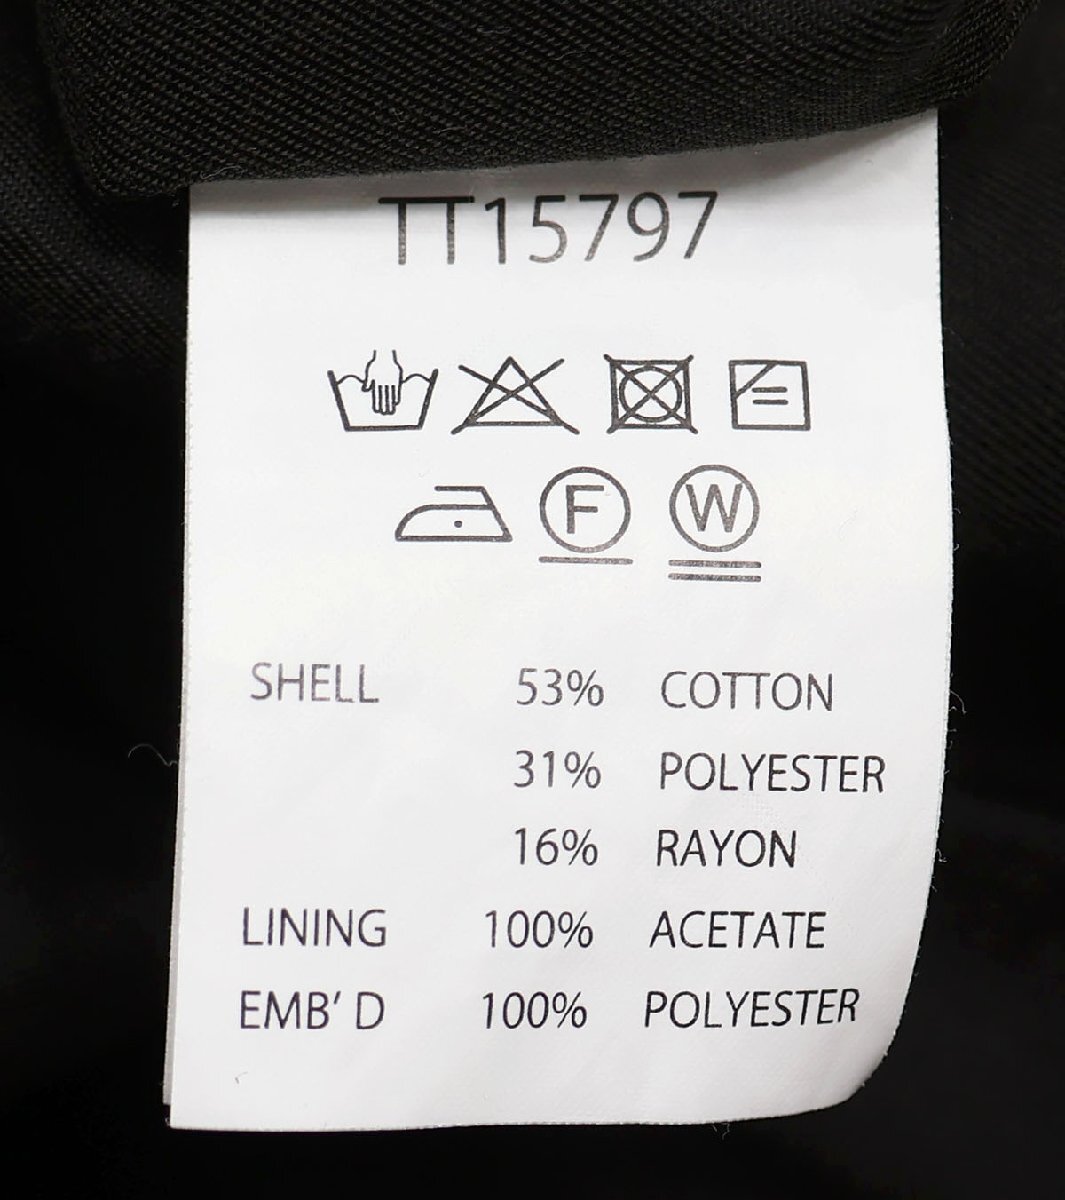 TT15797
F W
SHELL 53% COTTON
31% POLYESTER
16% RAYON
LINING 100% ACETATE
EMB' D 100% POLYESTER